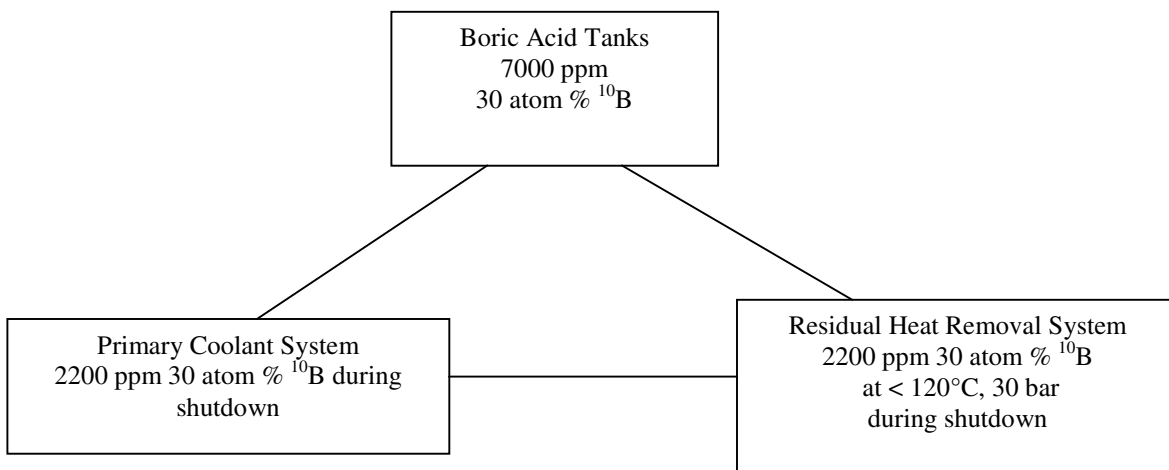 Boric Acid Tanks
7000 ppm
30 atom % ¹⁰B
Primary Coolant System
2200 ppm 30 atom % ¹⁰B during
shutdown
Residual Heat Removal System
2200 ppm 30 atom % ¹⁰B
at < 120°C, 30 bar
during shutdown